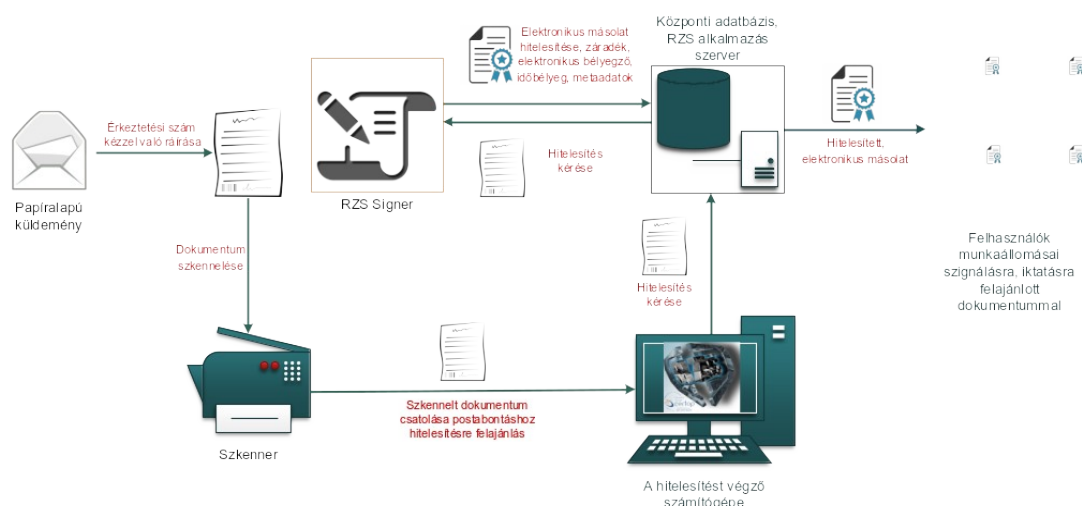 Elektronikus másolat
hitelesítése, záradék,
elektronikus bélyegző,
időbélyeg, metaadatok
Központi adatbázis,
RZS alkalmazás
szerver
Érkeztetési szám
kézzel való ráírása
Hitelesítés
kérése
Hitelesített,
elektronikus másolat
Papíralapú
küldemény
RZS Signer
Dokumentum
szkennelése
Hitelesítés
kérése
Felhasználók
munkaállomásai
szignálásra, iktatásra
felajánlott
dokumentummal
Szkennelt dokumentum
csatolása postabontáshoz
hitelesítésre felajánlás
Szkenner
A hitelesítést végző
számítógépe